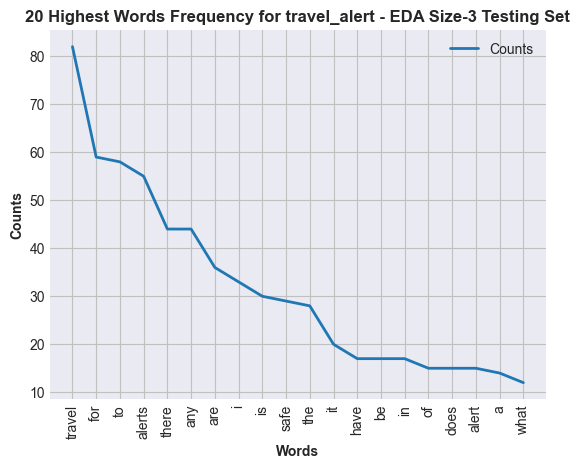 20 Highest Words Frequency for travel_alert - EDA Size-3 Testing Set
Counts
80
70
60
50
40
30
20
10
Counts
travel
for
to
alerts
there
any
are
i
is
safe
the
it
have
be
in
of
does
alert
a
what
Words